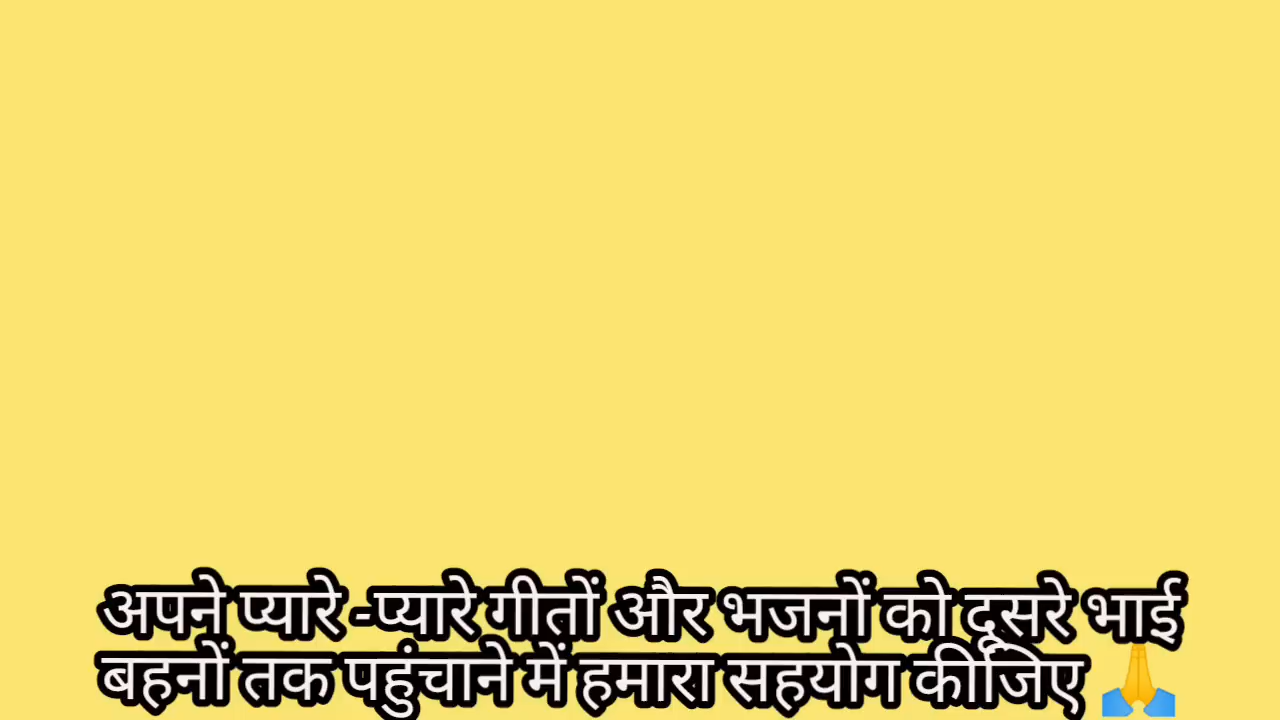 अपने प्यारे -प्यारे गीतों और भजनों को दूसरे भाई
बहनों तक पहुंचाने में हमारा सहयोग कीजिए 🙏